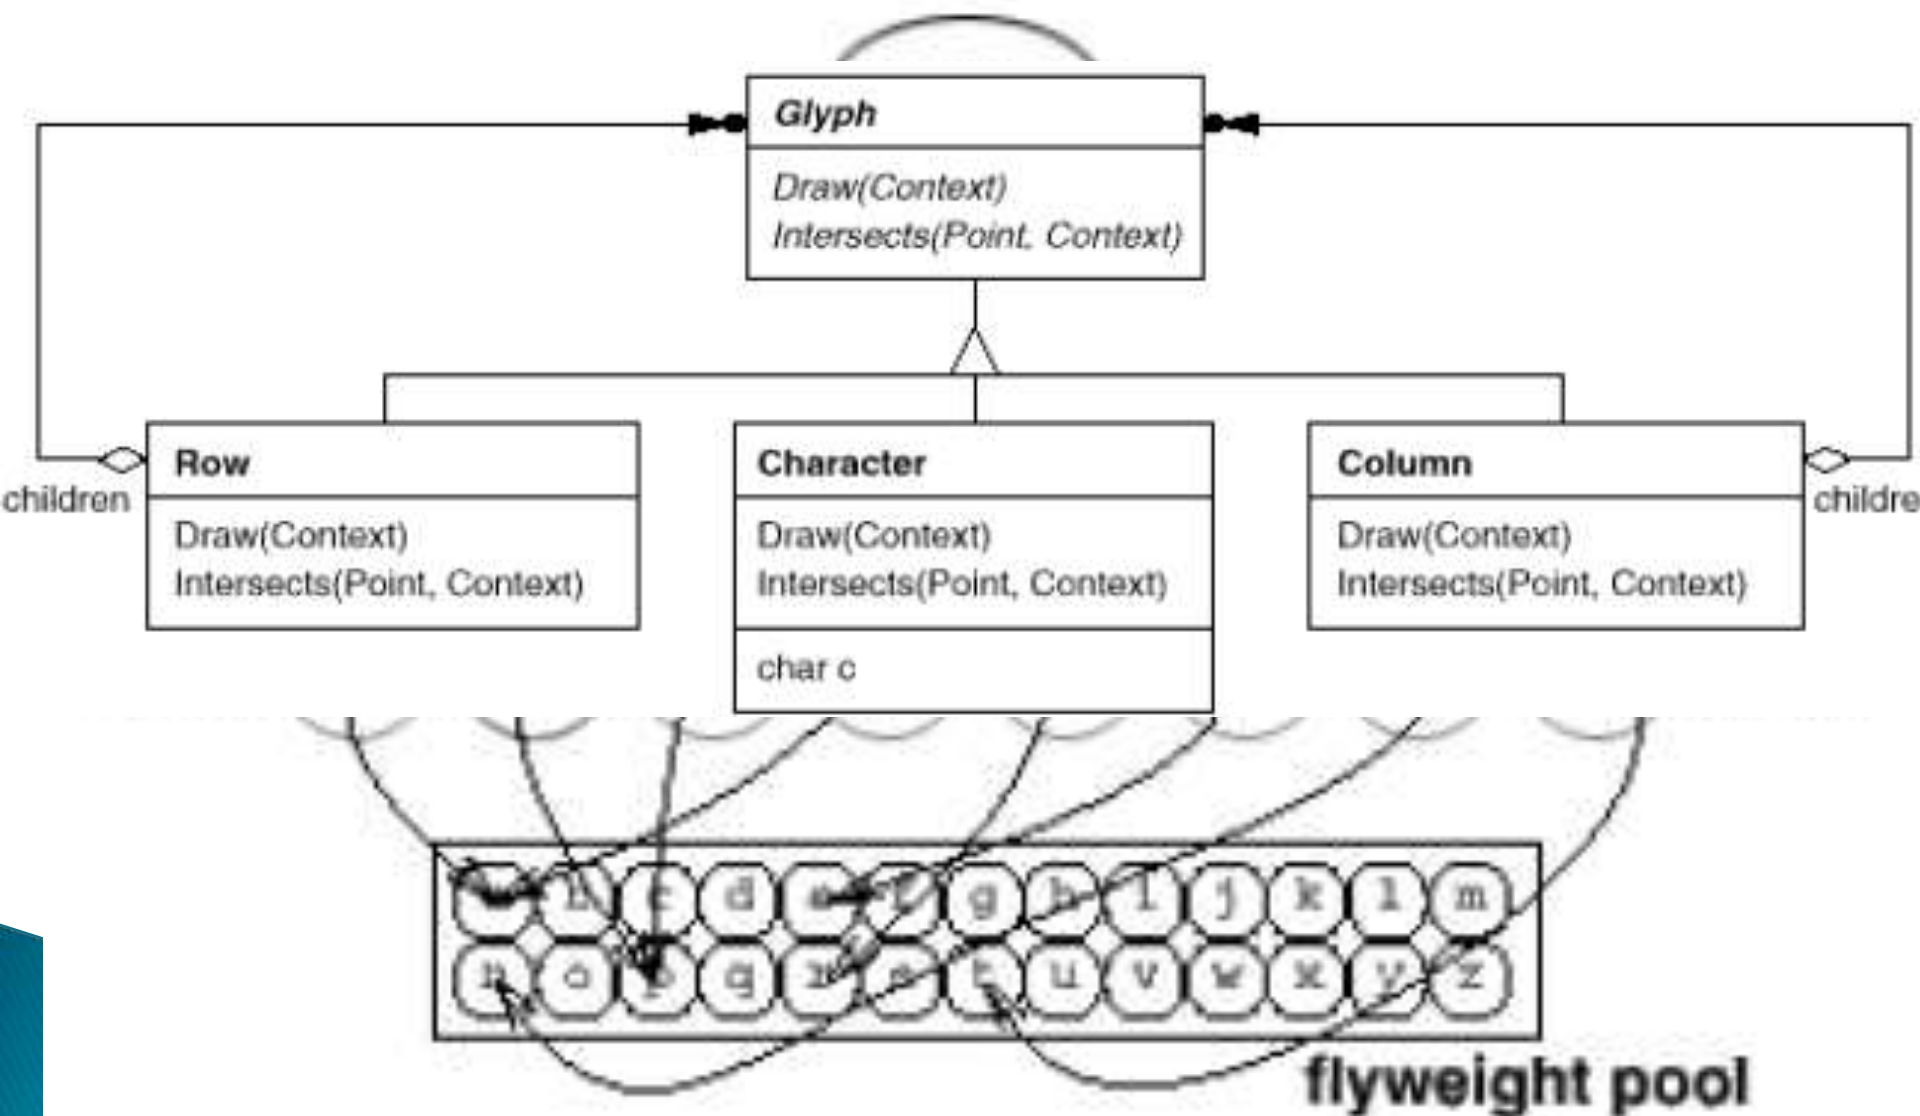 Glyph
Draw(Context)
Intersects(Point, Context)
children
Row
Draw(Context)
Intersects(Point, Context)
Character
Draw(Context)
Intersects(Point, Context)
char c
Column
Draw(Context)
Intersects(Point, Context)
childre
b c d e f g h i j k l m
n o p q r s t u v w x y z
flyweight pool